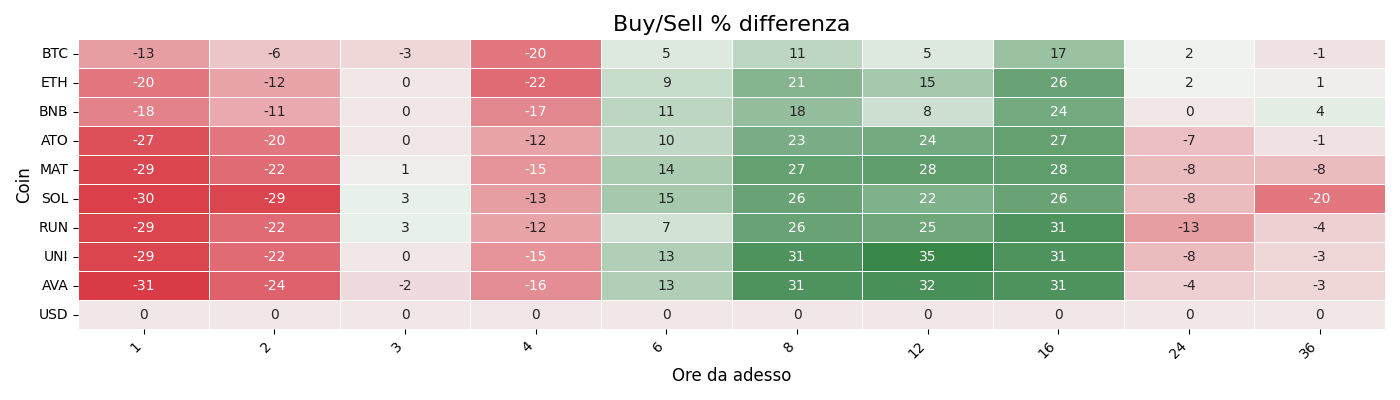 Buy/Sell % differenza
Coin
BTC -13 -6 -3 -20 5 11 5 17 2 -1
ETH -20 -12 0 -22 9 21 15 26 2 1
BNB -18 -11 0 -17 11 18 8 24 0 4
ATO -27 -20 0 -12 10 23 24 27 -7 -1
MAT -29 -22 1 -15 14 27 28 28 -8 -8
SOL -30 -29 3 -13 15 26 22 26 -8 -20
RUN -29 -22 3 -12 7 26 25 31 -13 -4
UNI -29 -22 0 -15 13 31 35 31 -8 -3
AVA -31 -24 -2 -16 13 31 32 31 -4 -3
USD 0 0 0 0 0 0 0 0 0 0
1 2 3 4 6 8 12 16 24 36
Ore da adesso